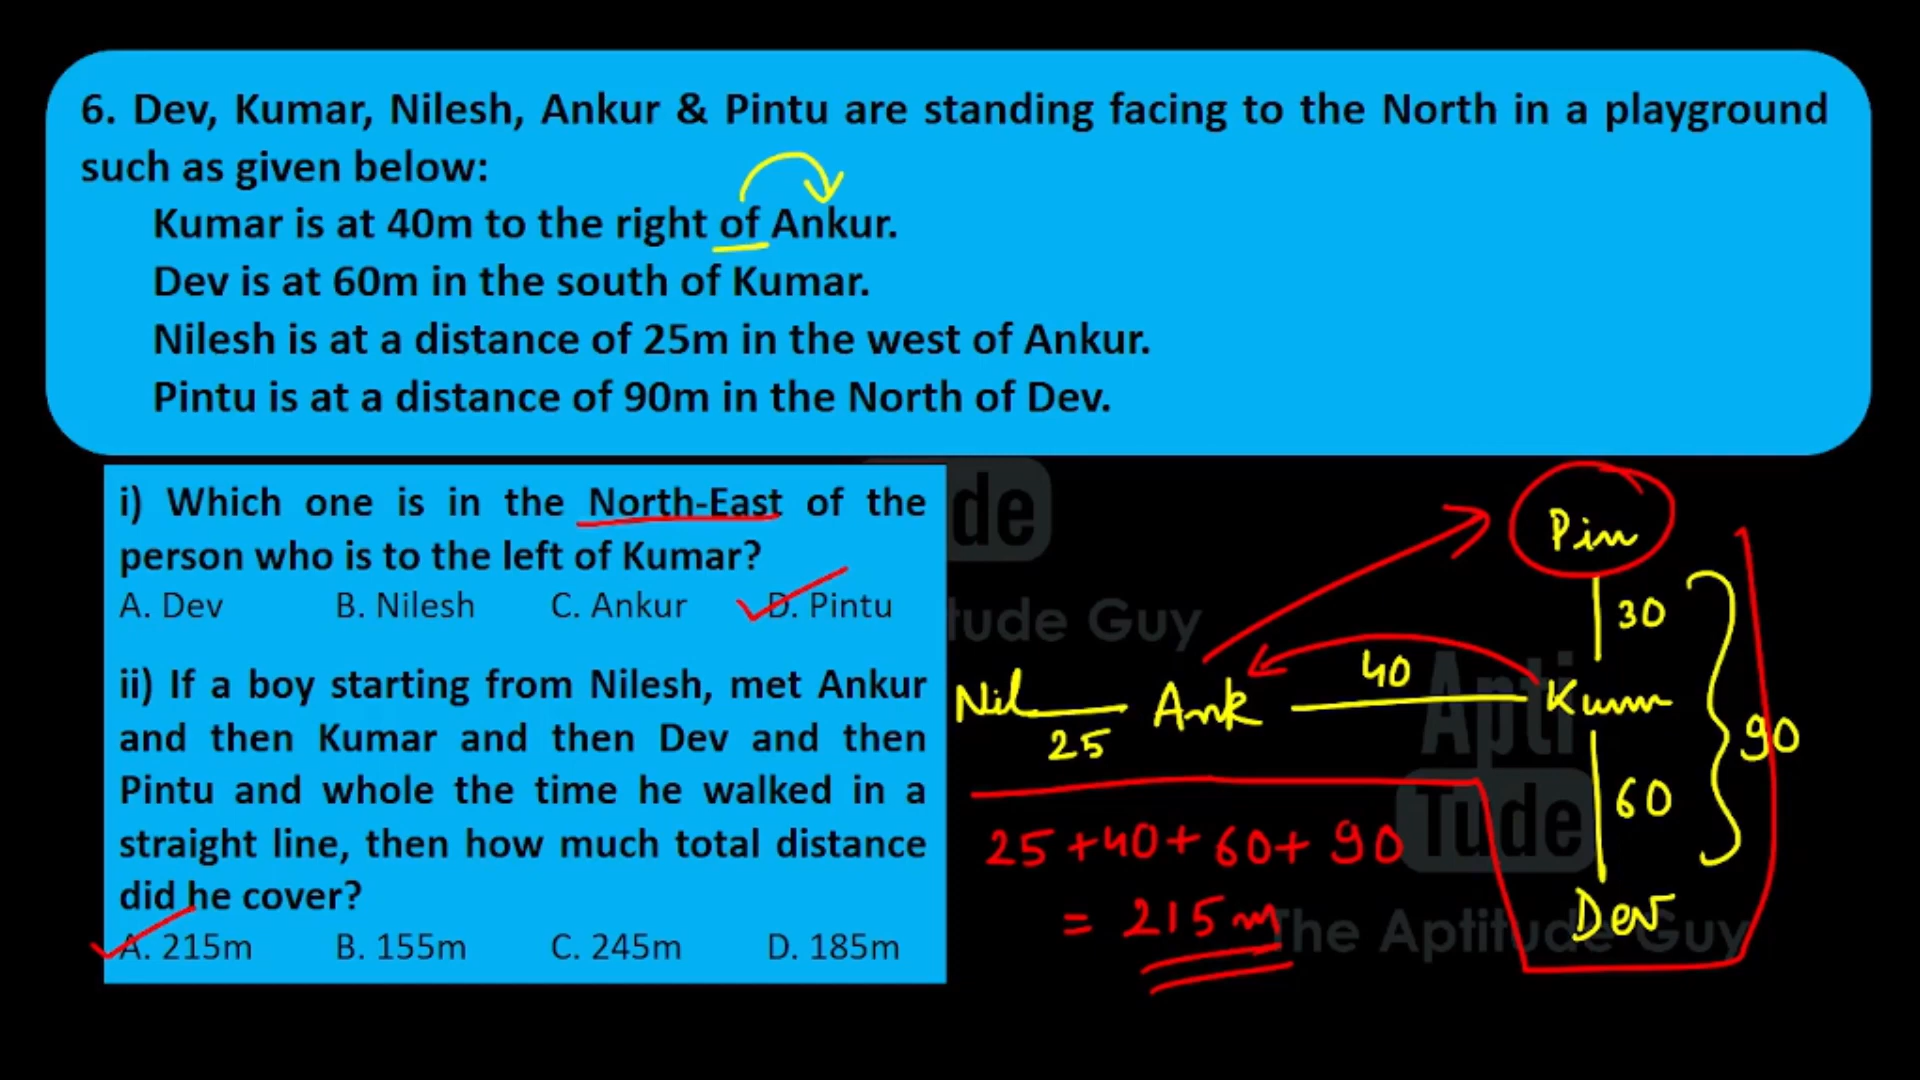 6. Dev, Kumar, Nilesh, Ankur & Pintu are standing facing to the North in a playground
such as given below:
Kumar is at 40m to the right of Ankur.
Dev is at 60m in the south of Kumar.
Nilesh is at a distance of 25m in the west of Ankur.
Pintu is at a distance of 90m in the North of Dev.
i) Which one is in the North-East of the
person who is to the left of Kumar?
A. Dev B. Nilesh C. Ankur D. Pintu
ii) If a boy starting from Nilesh, met Ankur
and then Kumar and then Dev and then
Pintu and whole the time he walked in a
straight line, then how much total distance
did he cover?
A. 215m B. 155m C. 245m D. 185m
de
tude Guy
Pin
30
Nil 25 Ank 40 Kum
90
60
Dev
25+40+60+90
= 215m
Apti
Tude
The Aptitude Guy